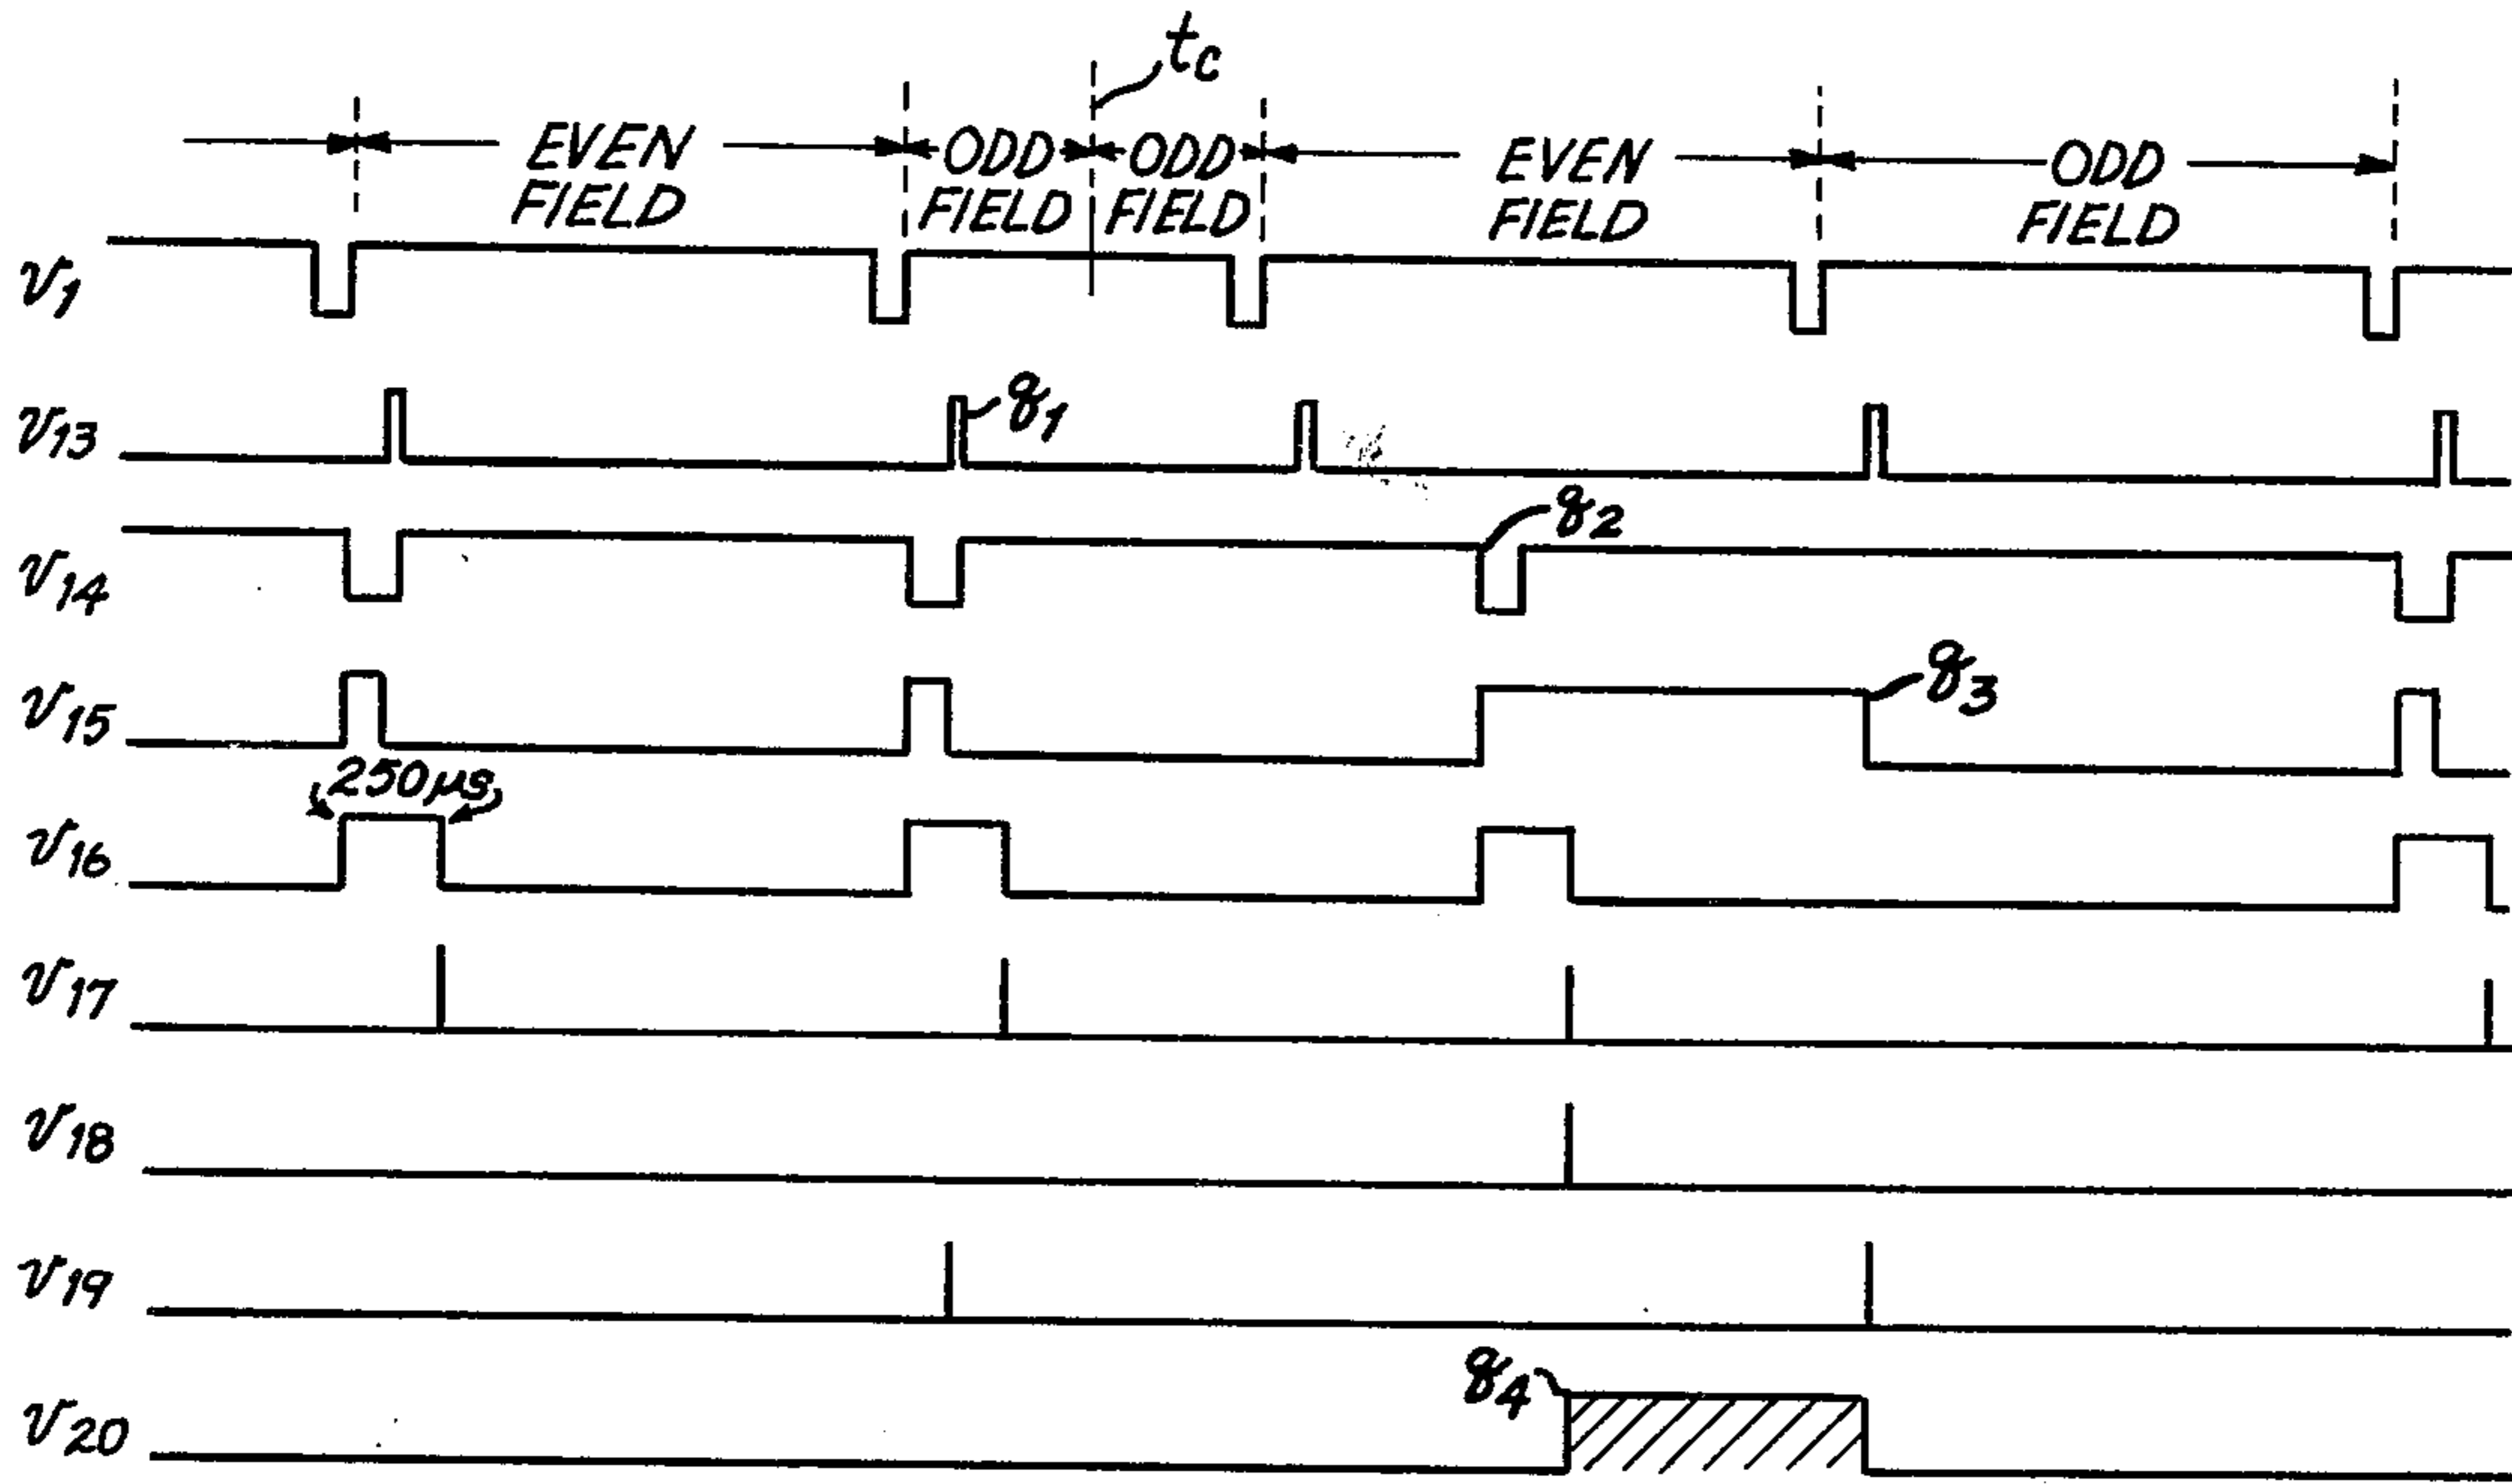 tc
EVEN FIELD
ODD FIELD
ODD FIELD
EVEN FIELD
ODD FIELD
v1
v13
g1
v14
g2
v15
g3
250μs
v16
v17
v18
v19
g4
v20